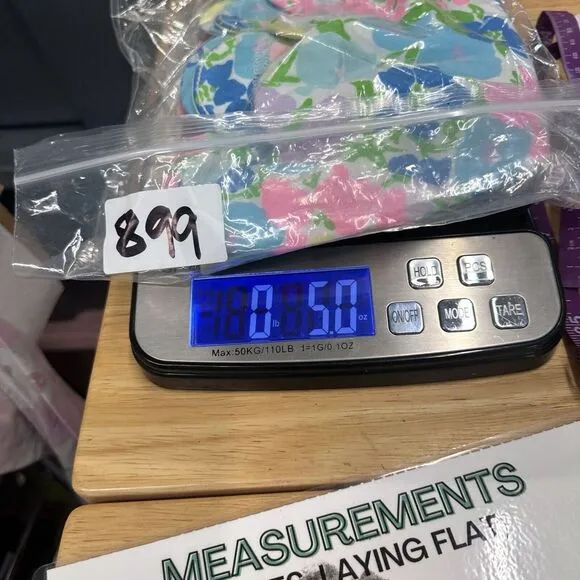 899
0 lb 5.0 oz
HOLD PCS
ON/OFF MODE TARE
Max:50KG/110LB 1=1G/0.1OZ
MEASUREMENTS
LAYING FLAT